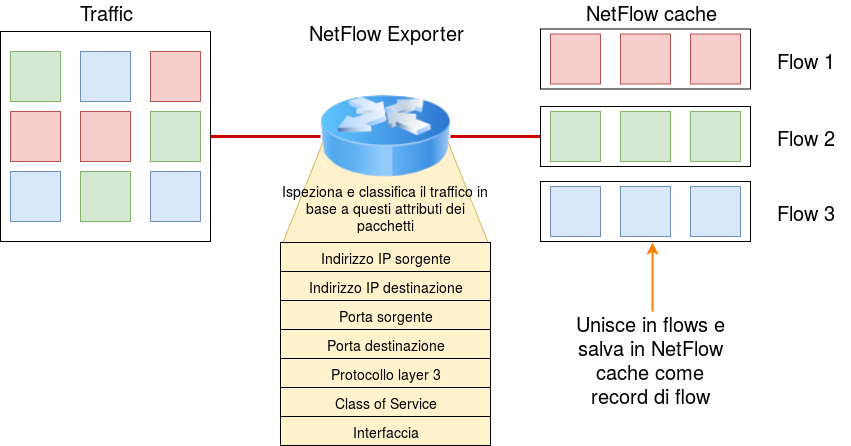 Traffic
NetFlow Exporter
NetFlow cache
Flow 1
Flow 2
Flow 3
Ispeziona e classifica il traffico in
base a questi attributi dei
pacchetti
Indirizzo IP sorgente
Indirizzo IP destinazione
Porta sorgente
Porta destinazione
Protocollo layer 3
Class of Service
Interfaccia
Unisce in flows e
salva in NetFlow
cache come
record di flow